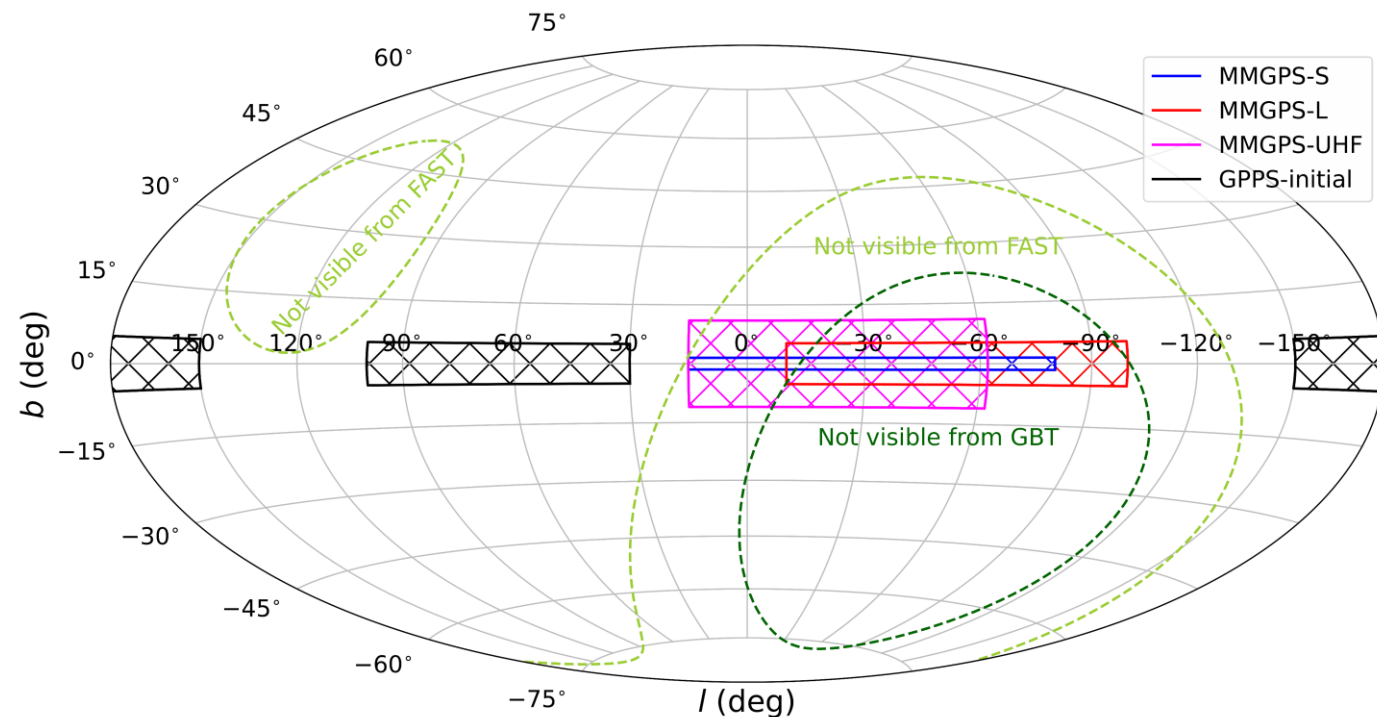 75°
60°
45°
30°
15°
0°
−15°
−30°
−45°
−60°
−75°
b (deg)
l (deg)
150° 120° 90° 60° 30° 0° −30° −60° −90° −120° −150°
MMGPS-S
MMGPS-L
MMGPS-UHF
GPPS-initial
Not visible from FAST
Not visible from FAST
Not visible from GBT